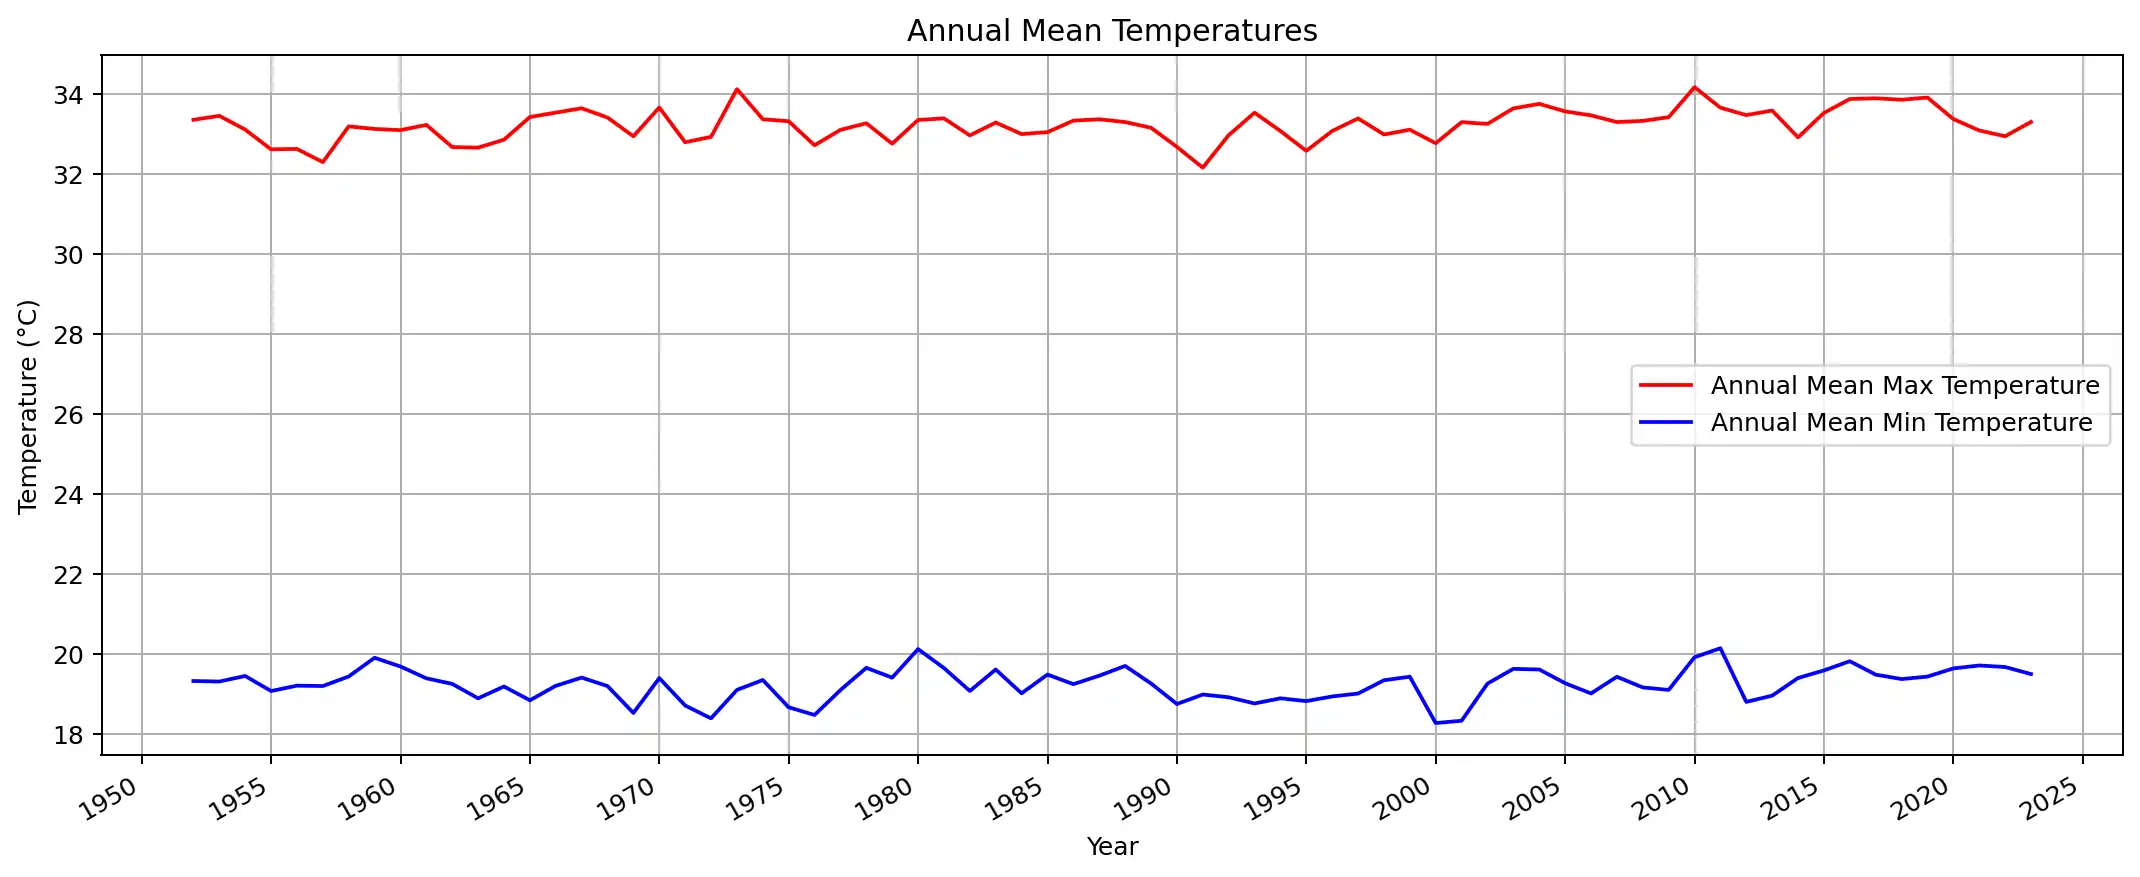 Annual Mean Temperatures
34
32
30
28
26
24
22
20
18
Temperature (°C)
Annual Mean Max Temperature
Annual Mean Min Temperature
1950 1955 1960 1965 1970 1975 1980 1985 1990 1995 2000 2005 2010 2015 2020 2025
Year